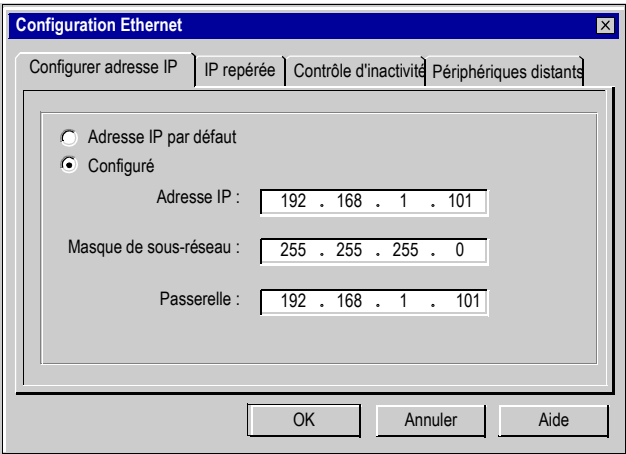 Configuration Ethernet
Configurer adresse IP IP repérée Contrôle d'inactivité Périphériques distants
Adresse IP par défaut
Configuré
Adresse IP : 192 . 168 . 1 . 101
Masque de sous-réseau : 255 . 255 . 255 . 0
Passerelle : 192 . 168 . 1 . 101
OK Annuler Aide